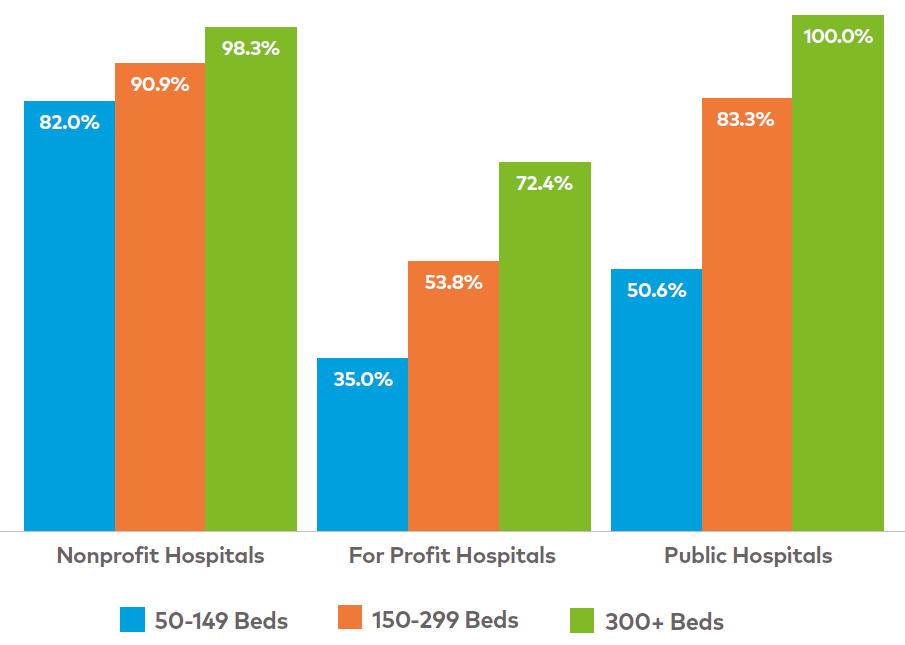 98.3%
90.9%
82.0%
72.4%
53.8%
35.0%
100.0%
83.3%
50.6%
Nonprofit Hospitals
For Profit Hospitals
Public Hospitals
50-149 Beds
150-299 Beds
300+ Beds